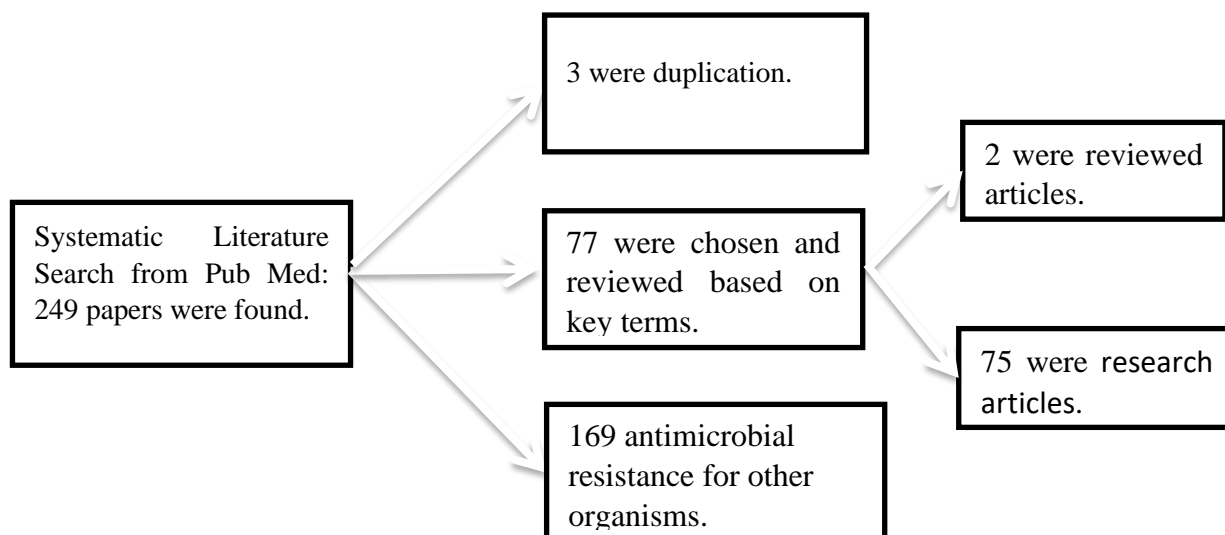 3 were duplication.
2 were reviewed
articles.
Systematic Literature
Search from Pub Med:
249 papers were found.
77 were chosen and
reviewed based on
key terms.
75 were research
articles.
169 antimicrobial
resistance for other
organisms.